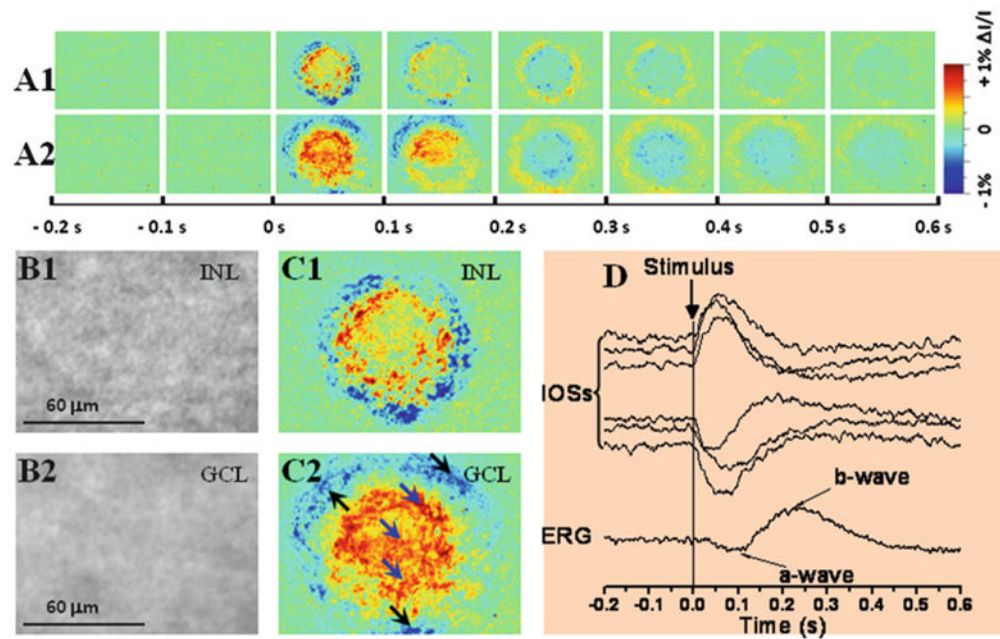 A1
A2
+ 1% ΔI/I
0
- 1%
- 0.2 s - 0.1 s 0 s 0.1 s 0.2 s 0.3 s 0.4 s 0.5 s 0.6 s
B1 INL
60 µm
C1 INL
B2 GCL
60 µm
C2 GCL
D
Stimulus
IOSs
b-wave
ERG
a-wave
-0.2 -0.1 0.0 0.1 0.2 0.3 0.4 0.5 0.6
Time (s)